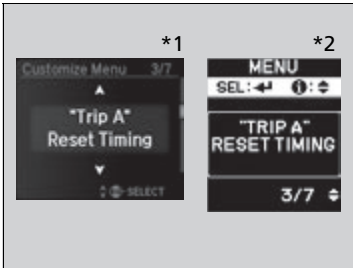 *1
Customize Menu 3/7
"Trip A"
Reset Timing
SELECT
*2
MENU
SEL:
"TRIP A"
RESET TIMING
3/7